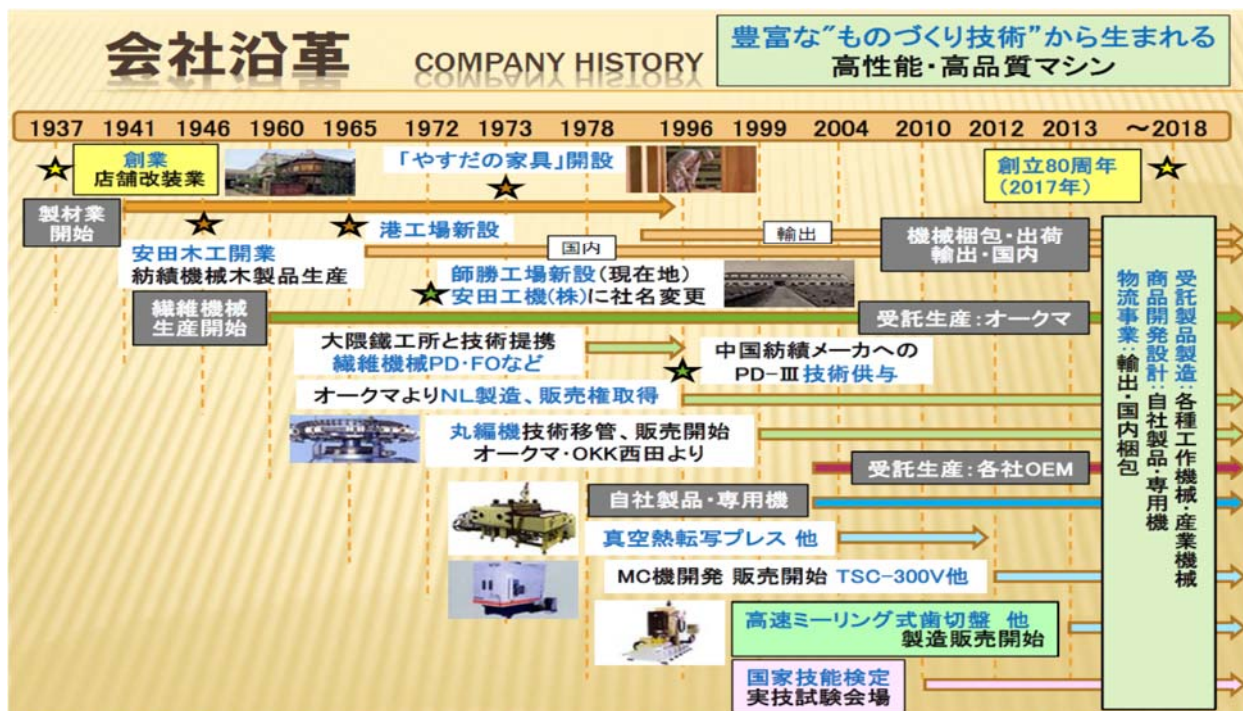 会社沿革
COMPANY HISTORY
豊富な"ものづくり技術"から生まれる
高性能・高品質マシン
1937 1941 1946 1960 1965 1972 1973 1978 1996 1999 2004 2010 2012 2013 ～2018
創業
店舗改装業
「やすだの家具」開設
創立80周年
(2017年)
製材業
開始
安田木工開業
紡績機械木製品生産
港工場新設
国内
輸出
機械梱包・出荷
輸出・国内
師勝工場新設(現在地)
安田工機(株)に社名変更
繊維機械
生産開始
受託生産:オークマ
大隈鐵工所と技術提携
繊維機械PD・FOなど
中国紡績メーカへの
PD-Ⅲ技術供与
オークマよりNL製造、販売権取得
丸編機技術移管、販売開始
オークマ・OKK西田より
受託生産:各社OEM
自社製品・専用機
真空熱転写プレス 他
MC機開発 販売開始 TSC-300V他
高速ミーリング式歯切盤 他
製造販売開始
国家技能検定
実技試験会場
受託製品製造:各種工作機械・産業機械
商品開発設計:自社製品・専用機
物流事業:輸出・国内梱包